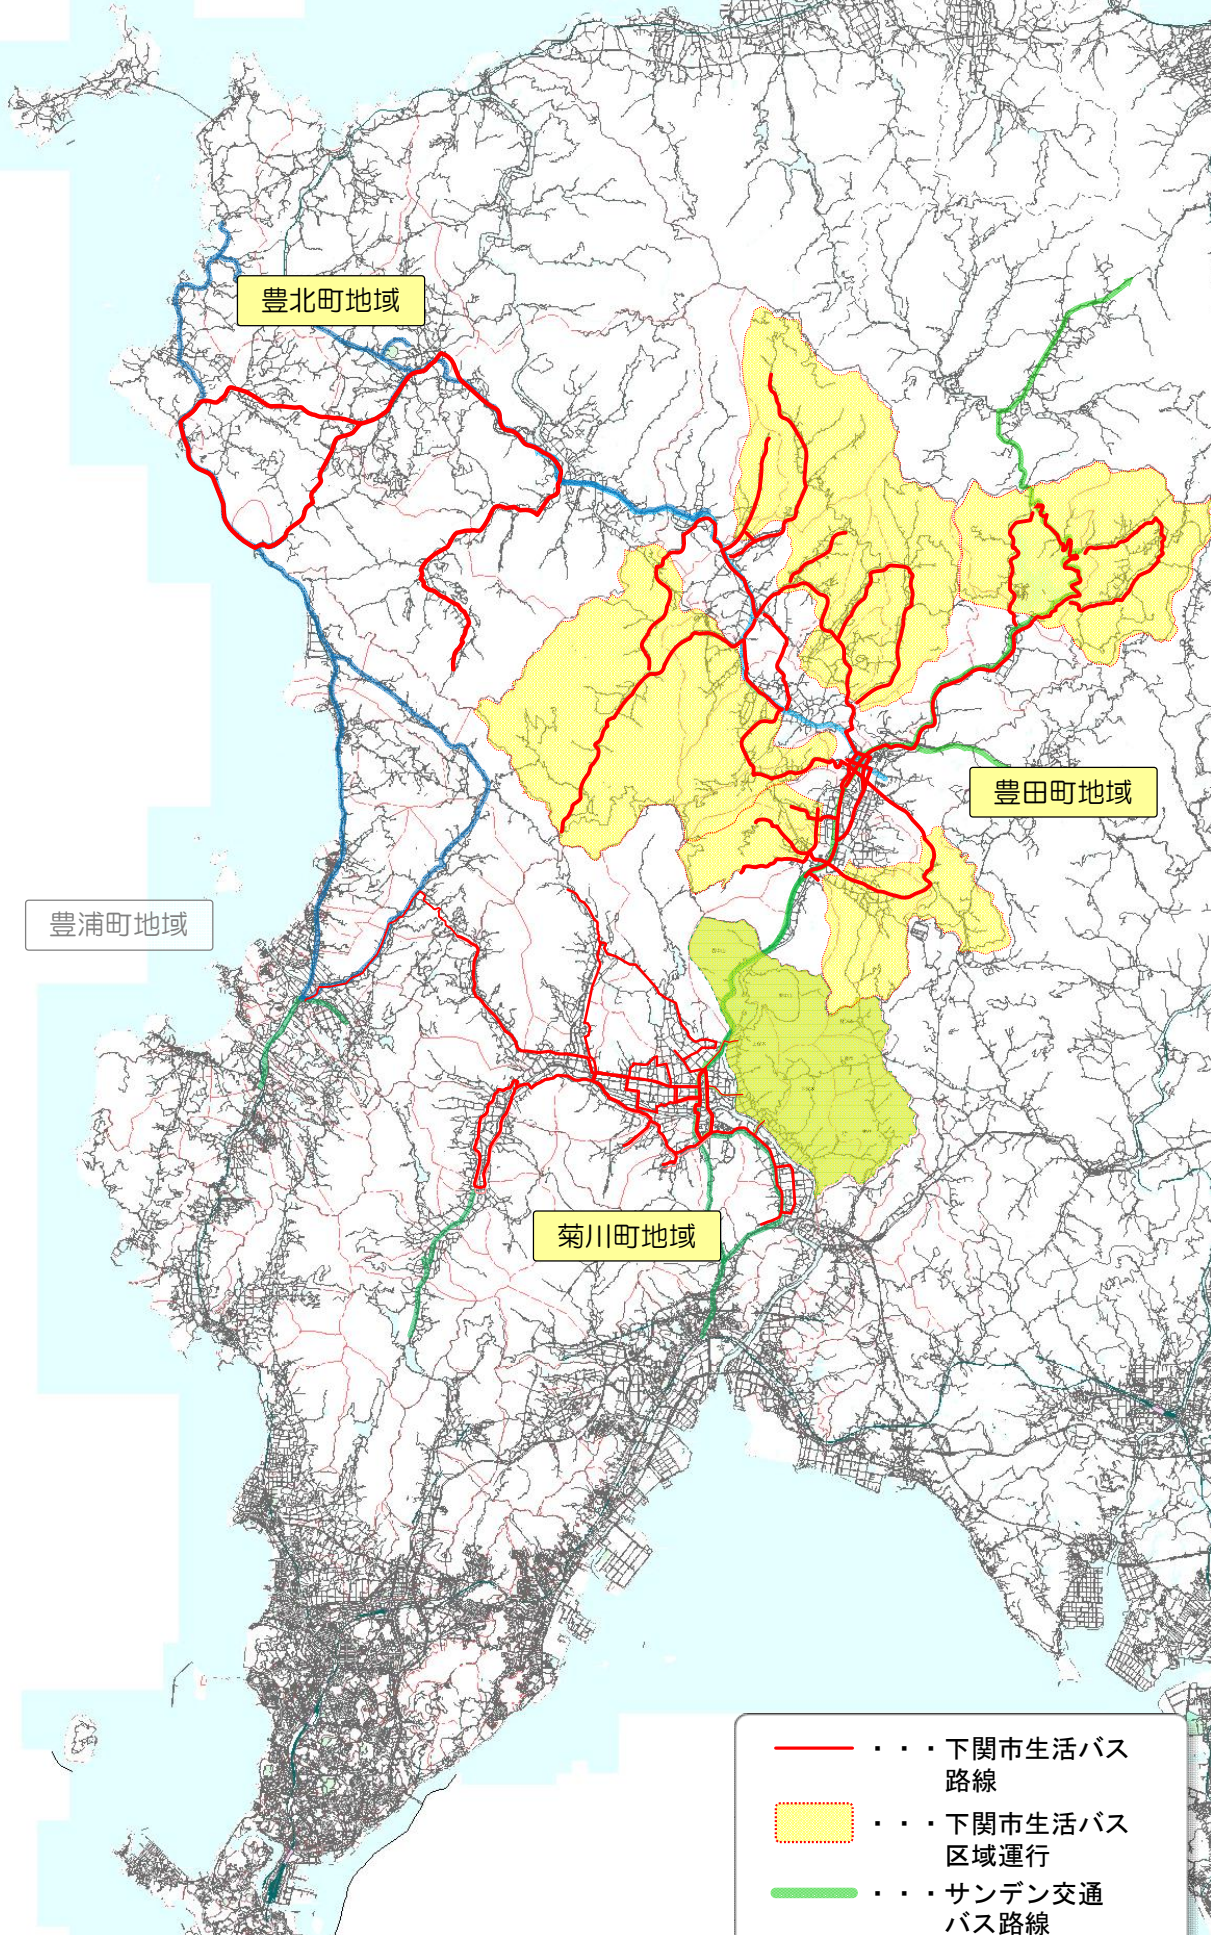 豊北町地域
豊田町地域
豊浦町地域
菊川町地域
・・・下関市生活バス
路線
・・・下関市生活バス
区域運行
・・・サンデン交通
バス路線